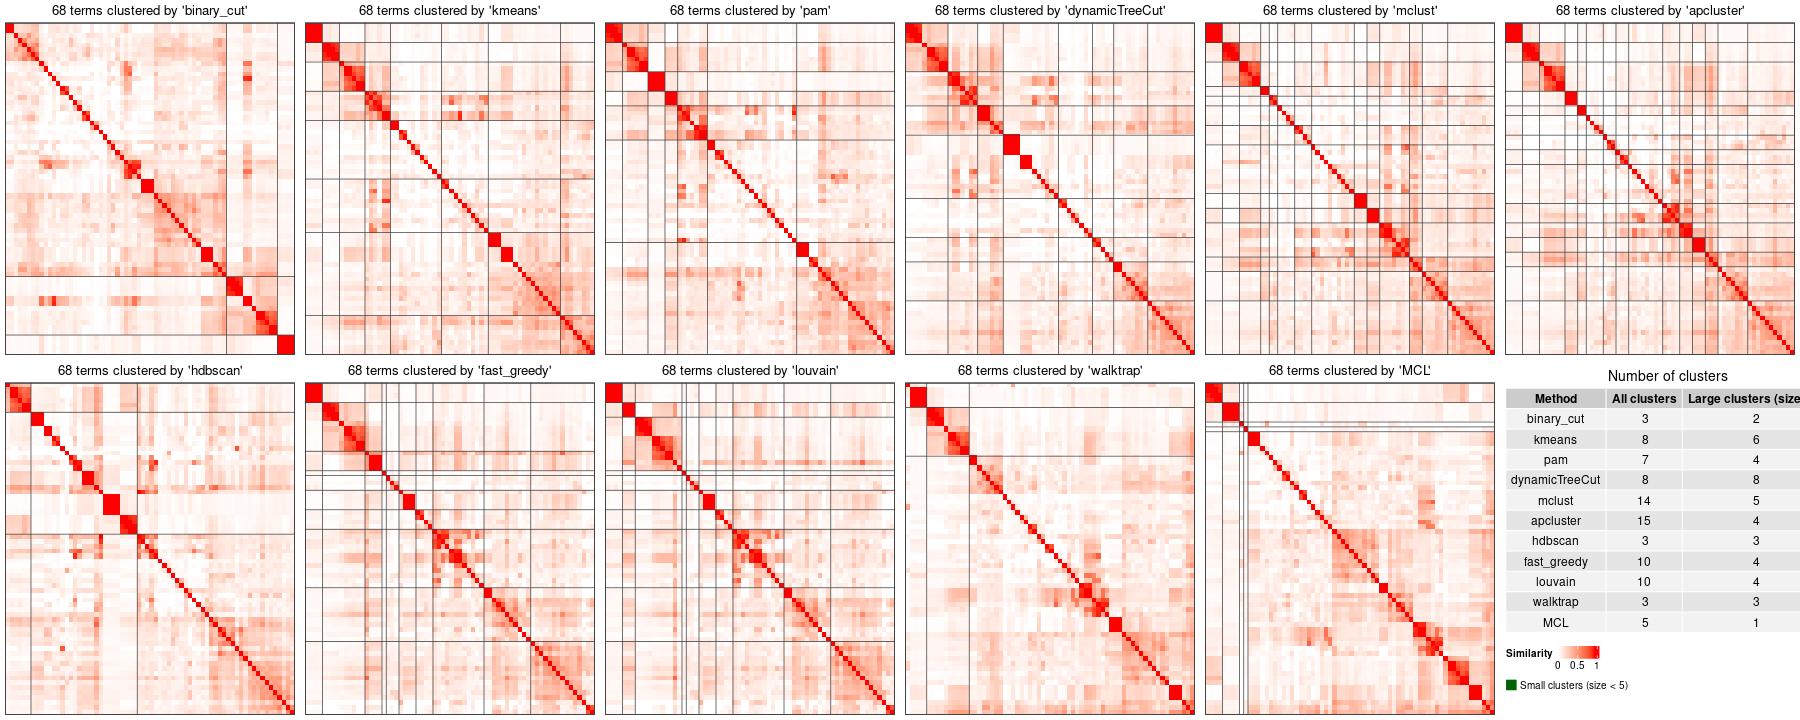 68 terms clustered by 'binary_cut'
68 terms clustered by 'kmeans'
68 terms clustered by 'pam'
68 terms clustered by 'dynamicTreeCut'
68 terms clustered by 'mclust'
68 terms clustered by 'apcluster'
68 terms clustered by 'hdbscan'
68 terms clustered by 'fast_greedy'
68 terms clustered by 'louvain'
68 terms clustered by 'walktrap'
68 terms clustered by 'MCL'
Number of clusters
Method All clusters Large clusters (size
binary_cut 3 2
kmeans 8 6
pam 7 4
dynamicTreeCut 8 8
mclust 14 5
apcluster 15 4
hdbscan 3 3
fast_greedy 10 4
louvain 10 4
walktrap 3 3
MCL 5 1
Similarity
0 0.5 1
Small clusters (size < 5)